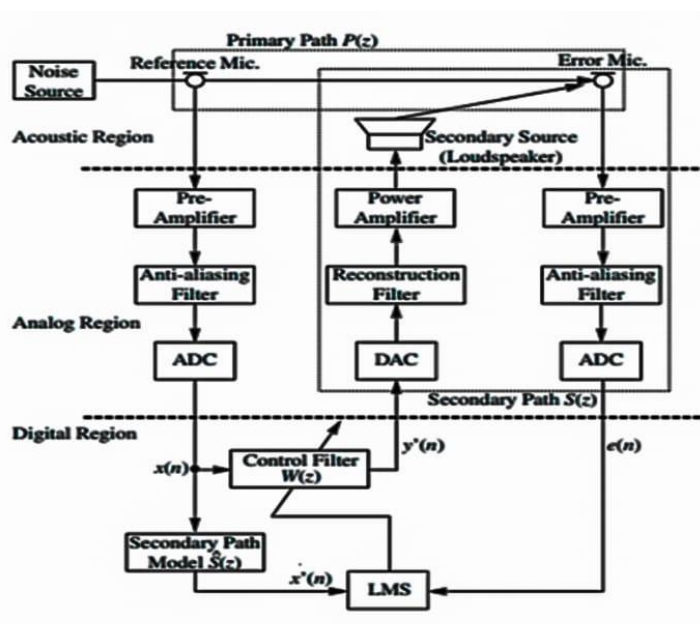 Primary Path P(z)
Noise
Source
Reference Mic.
Error Mic.
Acoustic Region
Secondary Source
(Loudspeaker)
Pre-
Amplifier
Power
Amplifier
Pre-
Amplifier
Anti-aliasing
Filter
Reconstruction
Filter
Anti-aliasing
Filter
Analog Region
ADC
DAC
ADC
Secondary Path S(z)
Digital Region
x(n)
Control Filter
W(z)
y'(n)
e(n)
Secondary Path
Model Ŝ(z)
x'(n)
LMS